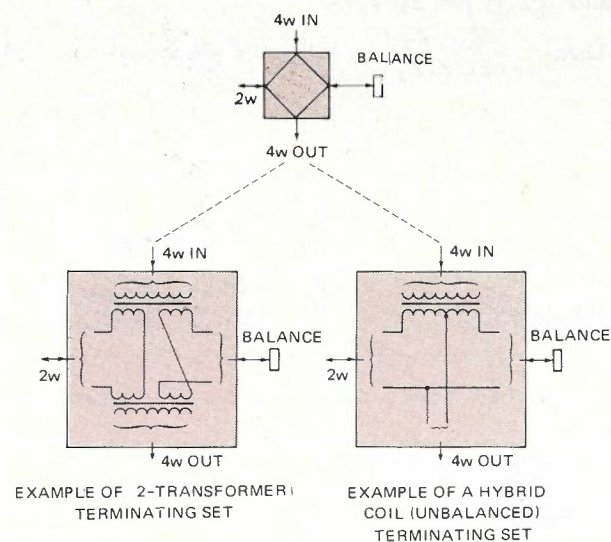 4w IN
BALANCE
2w
4w OUT
4w IN
4w IN
BALANCE
BALANCE
2w
2w
4w OUT
4w OUT
EXAMPLE OF 2-TRANSFORMER
TERMINATING SET
EXAMPLE OF A HYBRID
COIL (UNBALANCED)
TERMINATING SET